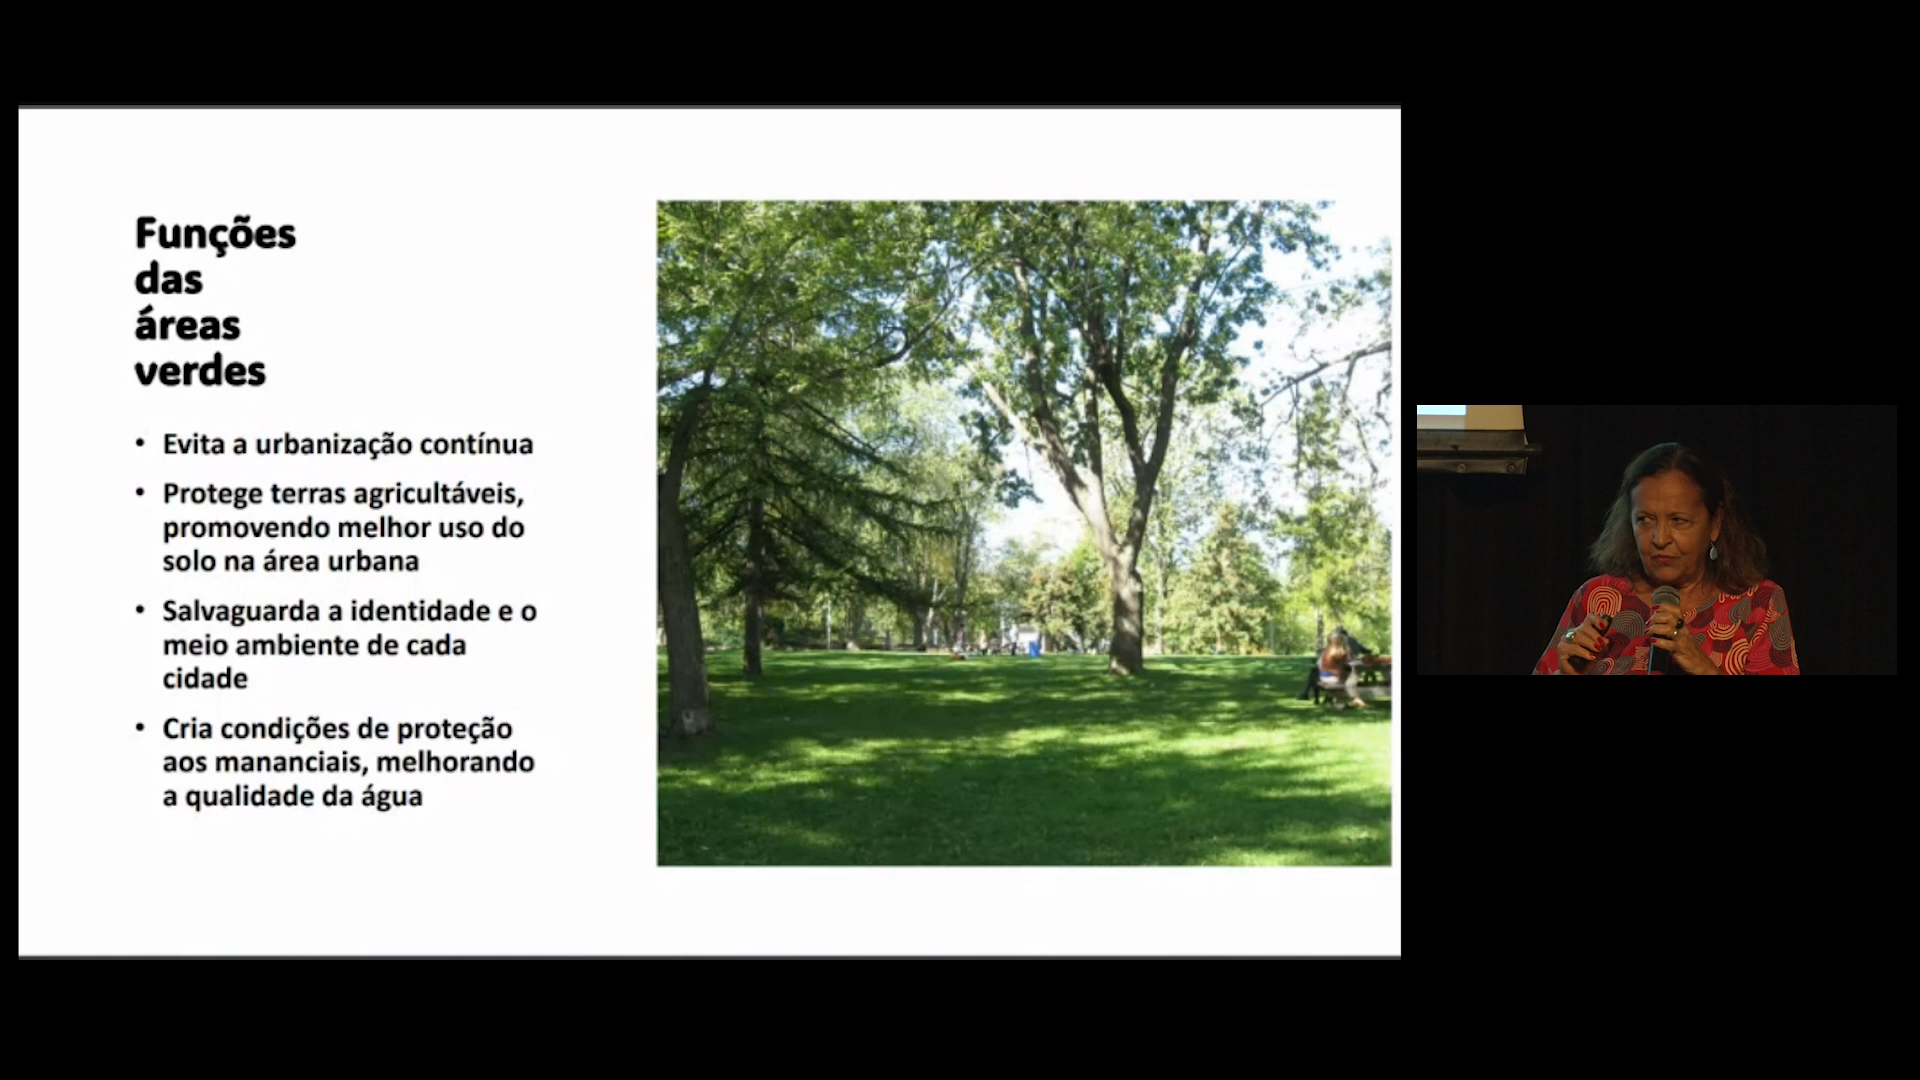 Funções
das
áreas
verdes
• Evita a urbanização contínua
• Protege terras agricultáveis,
promovendo melhor uso do
solo na área urbana
• Salvaguarda a identidade e o
meio ambiente de cada
cidade
• Cria condições de proteção
aos mananciais, melhorando
a qualidade da água